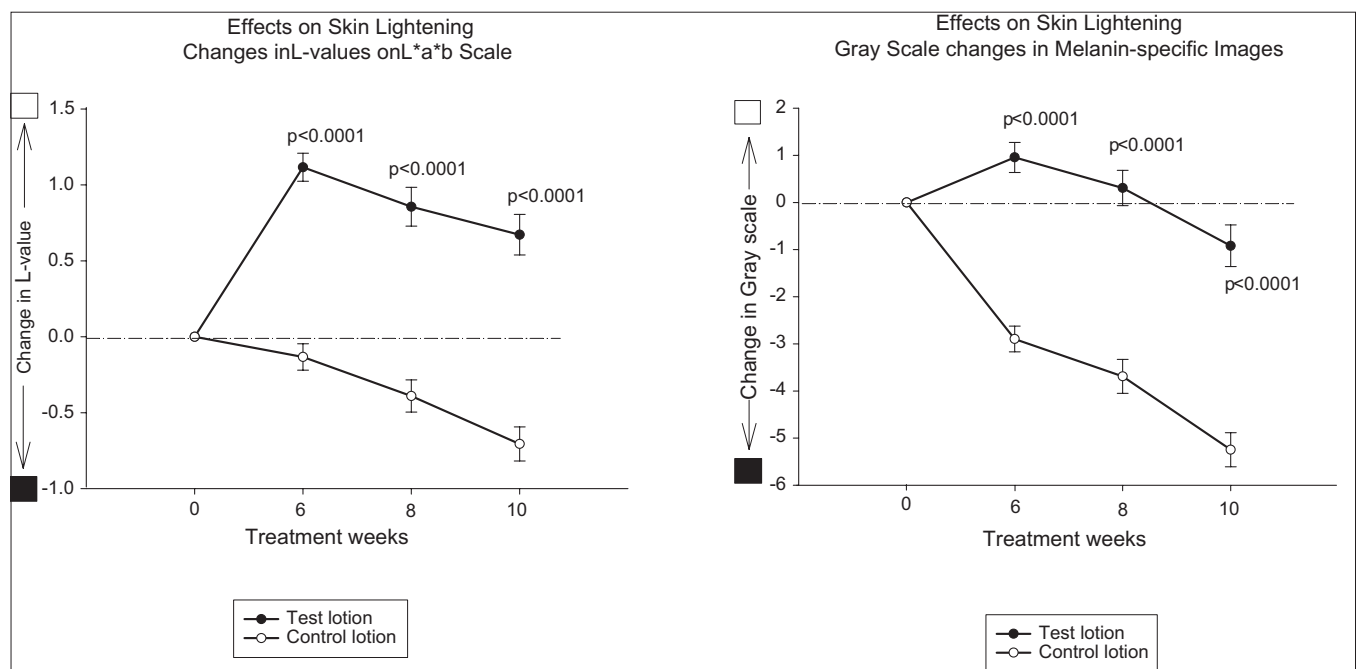 Effects on Skin Lightening
Changes inL-values onL*a*b Scale
Change in L-value
1.5
1.0
0.5
0.0
-0.5
-1.0
p<0.0001
p<0.0001
p<0.0001
0
6
8
10
Treatment weeks
Test lotion
Control lotion
Effects on Skin Lightening
Gray Scale changes in Melanin-specific Images
Change in Gray scale
2
1
0
-1
-2
-3
-4
-5
-6
p<0.0001
p<0.0001
p<0.0001
0
6
8
10
Treatment weeks
Test lotion
Control lotion